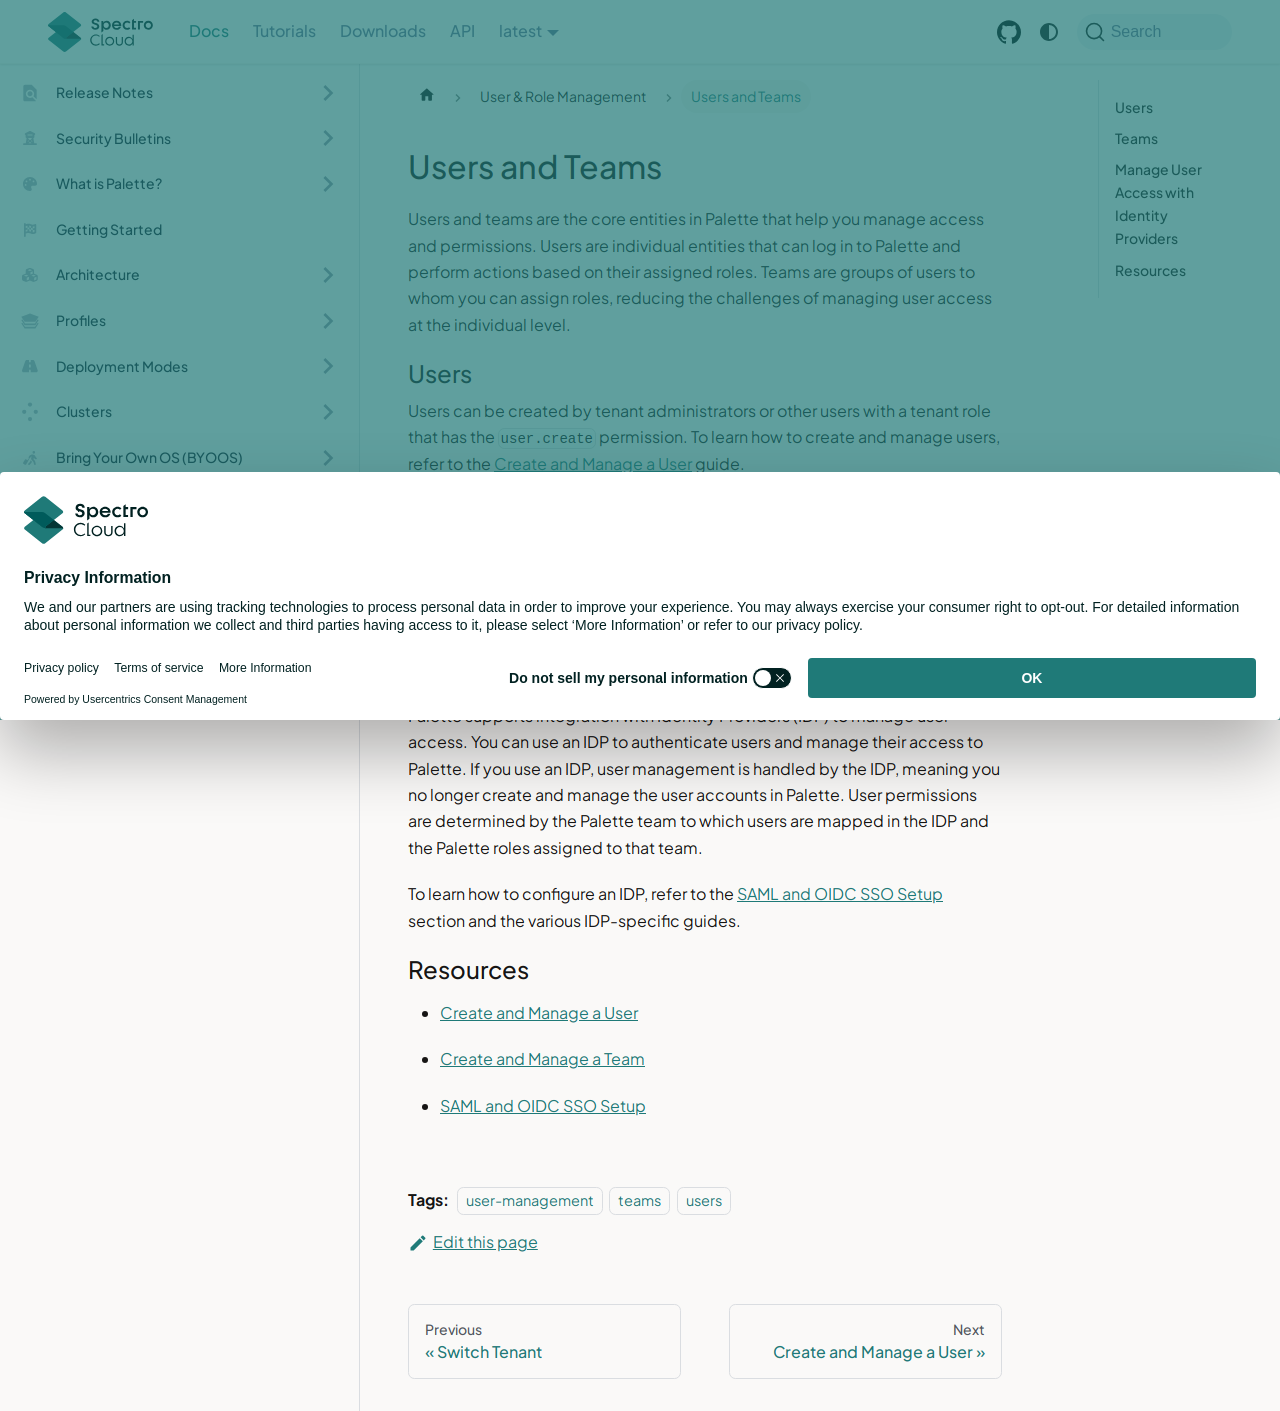 Spectro Cloud
Docs
Tutorials
Downloads
API
latest
Search
Release Notes
Security Bulletins
What is Palette?
Getting Started
Architecture
Profiles
Deployment Modes
Clusters
Bring Your Own OS (BYOOS)
User & Role Management
Users and Teams
Users and Teams
Users and teams are the core entities in Palette that help you manage access
and permissions. Users are individual entities that can log in to Palette and
perform actions based on their assigned roles. Teams are groups of users to
whom you can assign roles, reducing the challenges of managing user access
at the individual level.
Users
Users can be created by tenant administrators or other users with a tenant role
that has the user.create permission. To learn how to create and manage users,
refer to the Create and Manage a User guide.
Users
Teams
Manage User
Access with
Identity
Providers
Resources
Spectro
Cloud
Privacy Information
We and our partners are using tracking technologies to process personal data in order to improve your experience. You may always exercise your consumer right to opt-out. For detailed information
about personal information we collect and third parties having access to it, please select ‘More Information’ or refer to our privacy policy.
Privacy policy
Terms of service
More Information
Do not sell my personal information
OK
Powered by Usercentrics Consent Management
Palette supports integration with Identity Providers (IDP) to manage user
access. You can use an IDP to authenticate users and manage their access to
Palette. If you use an IDP, user management is handled by the IDP, meaning you
no longer create and manage the user accounts in Palette. User permissions
are determined by the Palette team to which users are mapped in the IDP and
the Palette roles assigned to that team.
To learn how to configure an IDP, refer to the SAML and OIDC SSO Setup
section and the various IDP-specific guides.
Resources
Create and Manage a User
Create and Manage a Team
SAML and OIDC SSO Setup
Tags: user-management teams users
Edit this page
Previous
« Switch Tenant
Next
Create and Manage a User »